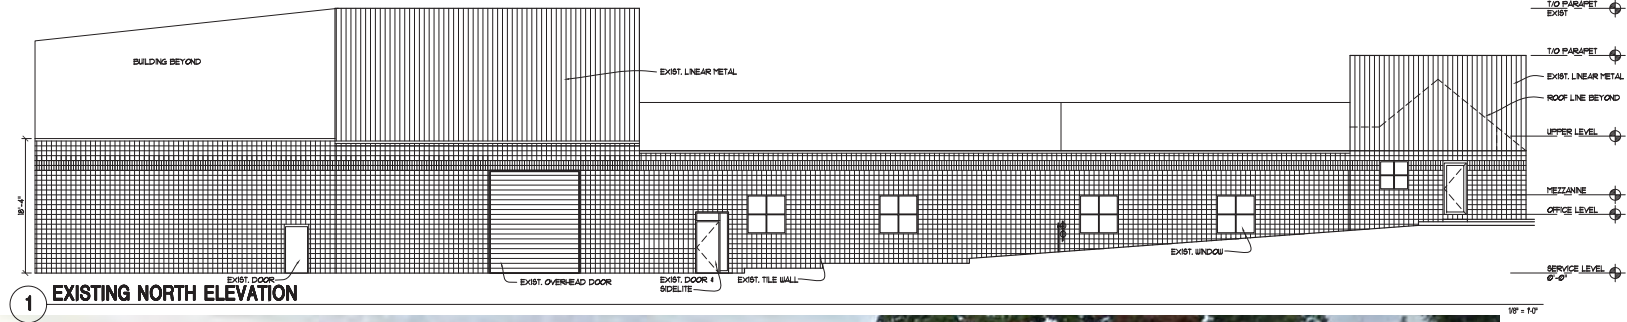 T/O PARAPET
EXIST
BUILDING BEYOND
T/O PARAPET
EXIST. LINEAR METAL
EXIST. LINEAR METAL
ROOF LINE BEYOND
UPPER LEVEL
MEZZANINE
OFFICE LEVEL
18'-4"
EXIST. WINDOW
SERVICE LEVEL
0'-0"
EXIST. DOOR
EXIST. OVERHEAD DOOR
EXIST. DOOR &
SIDELITE
EXIST. TILE WALL
1 EXISTING NORTH ELEVATION
1/8" = 1'-0"